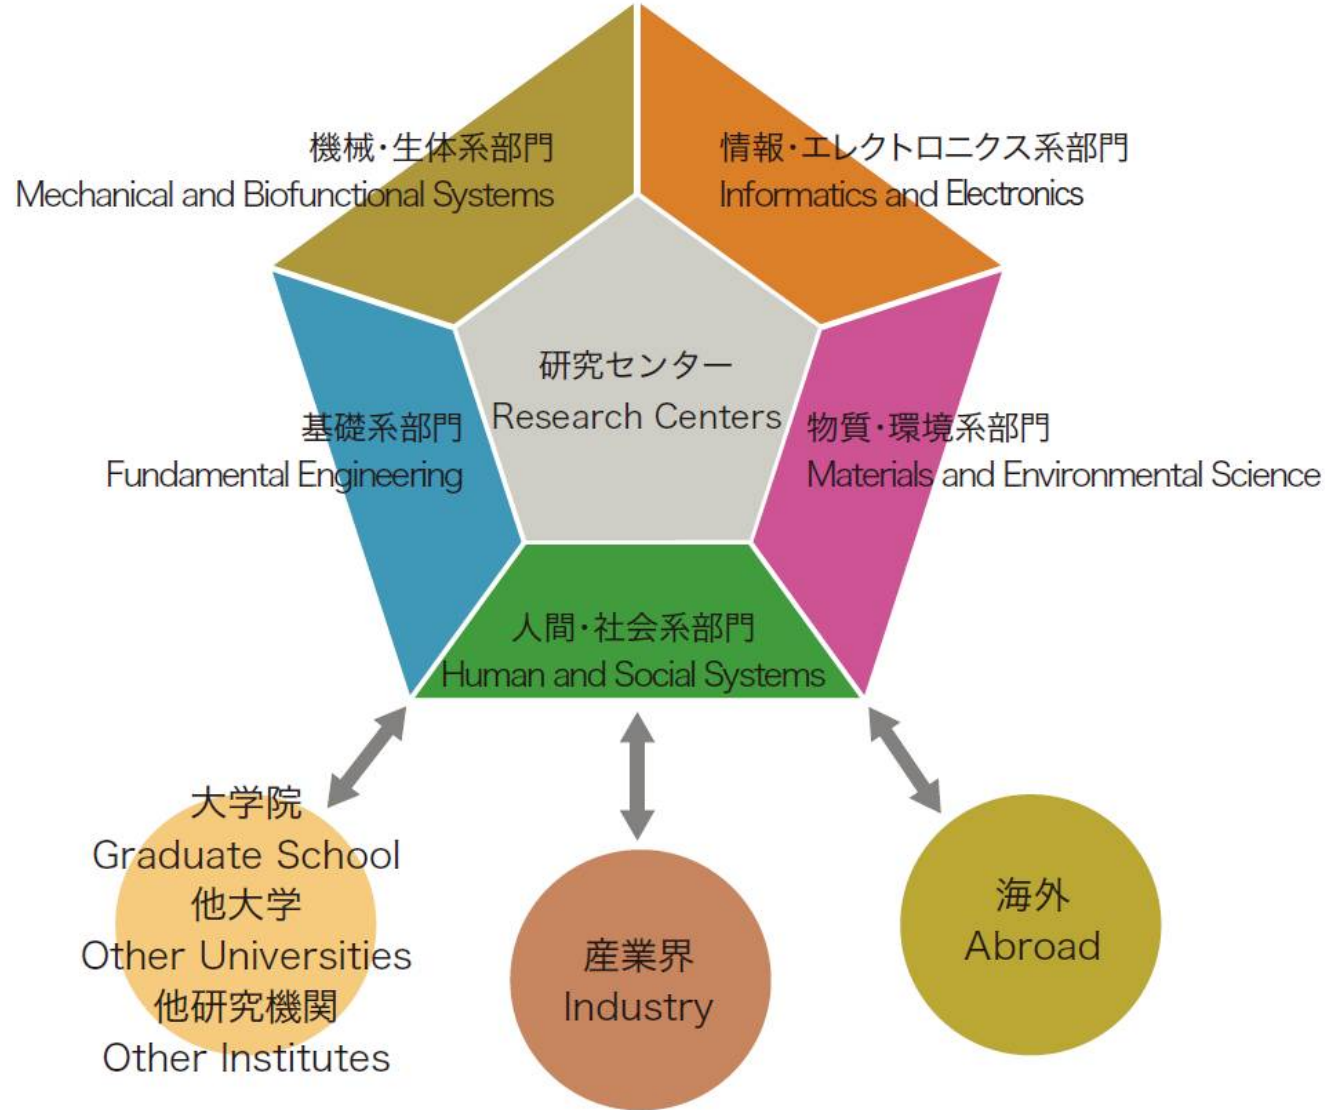 機械・生体系部門
Mechanical and Biofunctional Systems
情報・エレクトロニクス系部門
Informatics and Electronics
研究センター
Research Centers
基礎系部門
Fundamental Engineering
物質・環境系部門
Materials and Environmental Science
人間・社会系部門
Human and Social Systems
大学院
Graduate School
他大学
Other Universities
他研究機関
Other Institutes
産業界
Industry
海外
Abroad